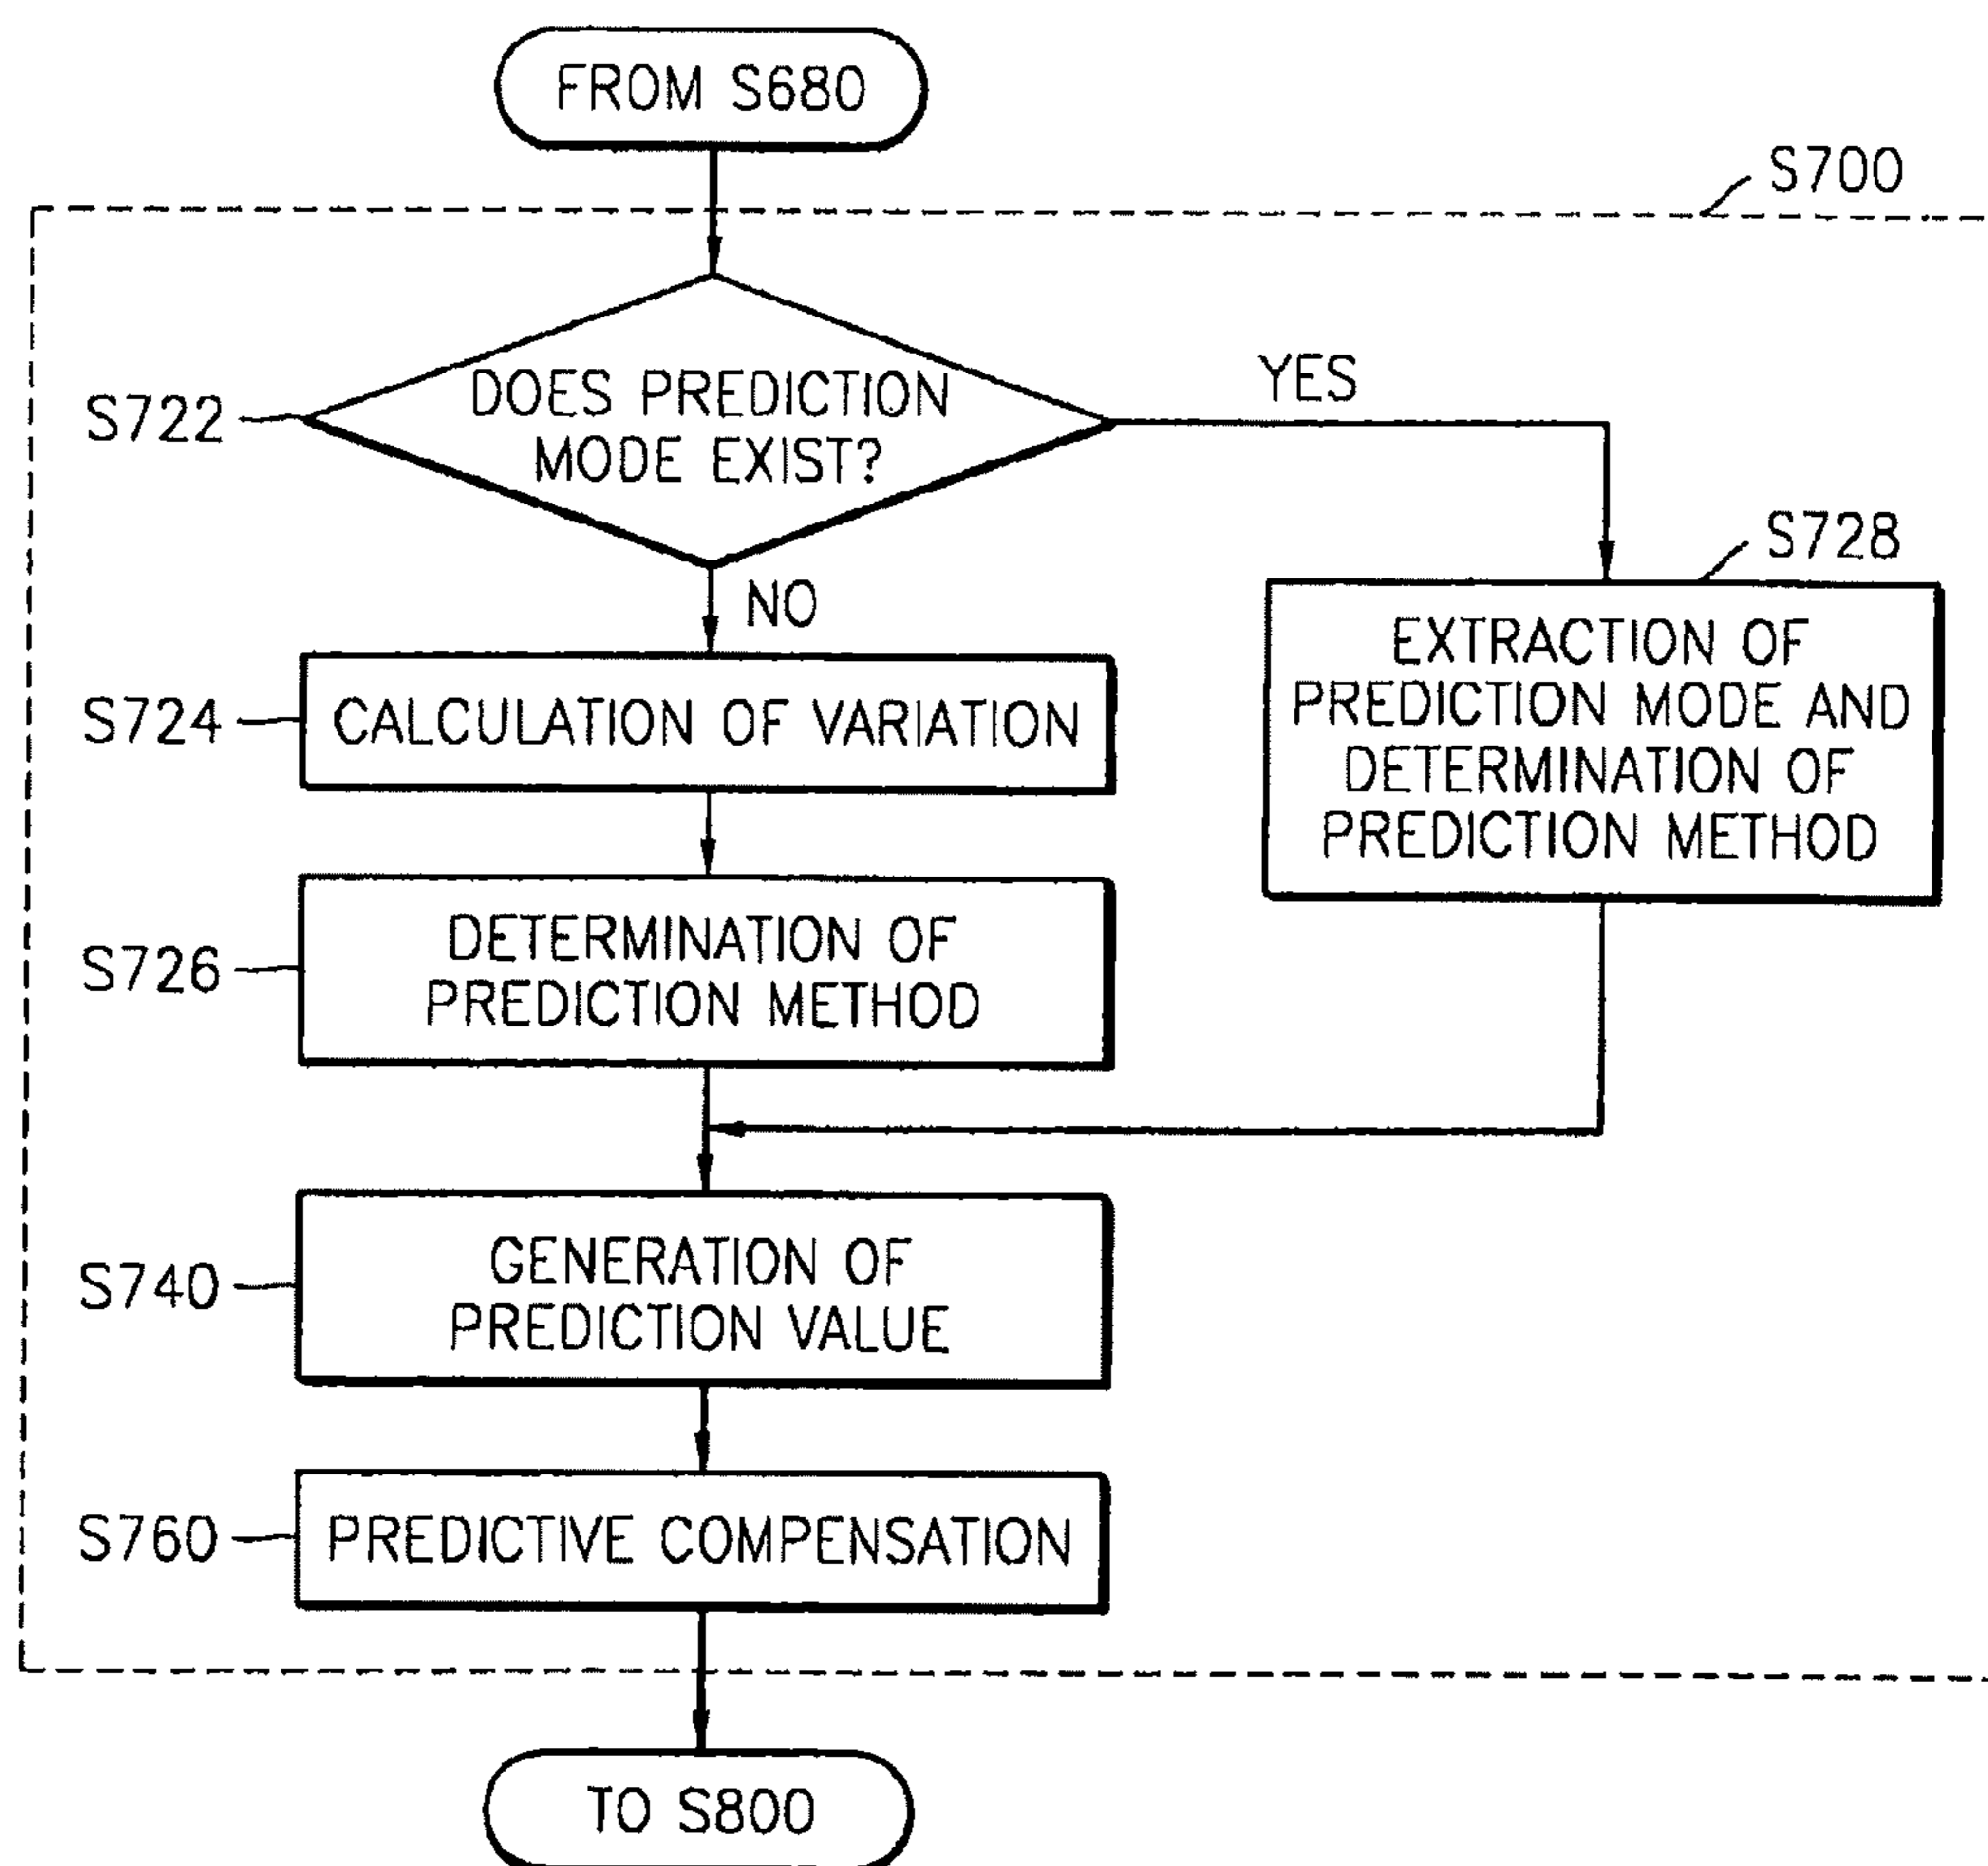 FROM S680
S700
S722
DOES PREDICTION
MODE EXIST?
YES
NO
S728
EXTRACTION OF
PREDICTION MODE AND
DETERMINATION OF
PREDICTION METHOD
S724
CALCULATION OF VARIATION
S726
DETERMINATION OF
PREDICTION METHOD
S740
GENERATION OF
PREDICTION VALUE
S760
PREDICTIVE COMPENSATION
TO S800